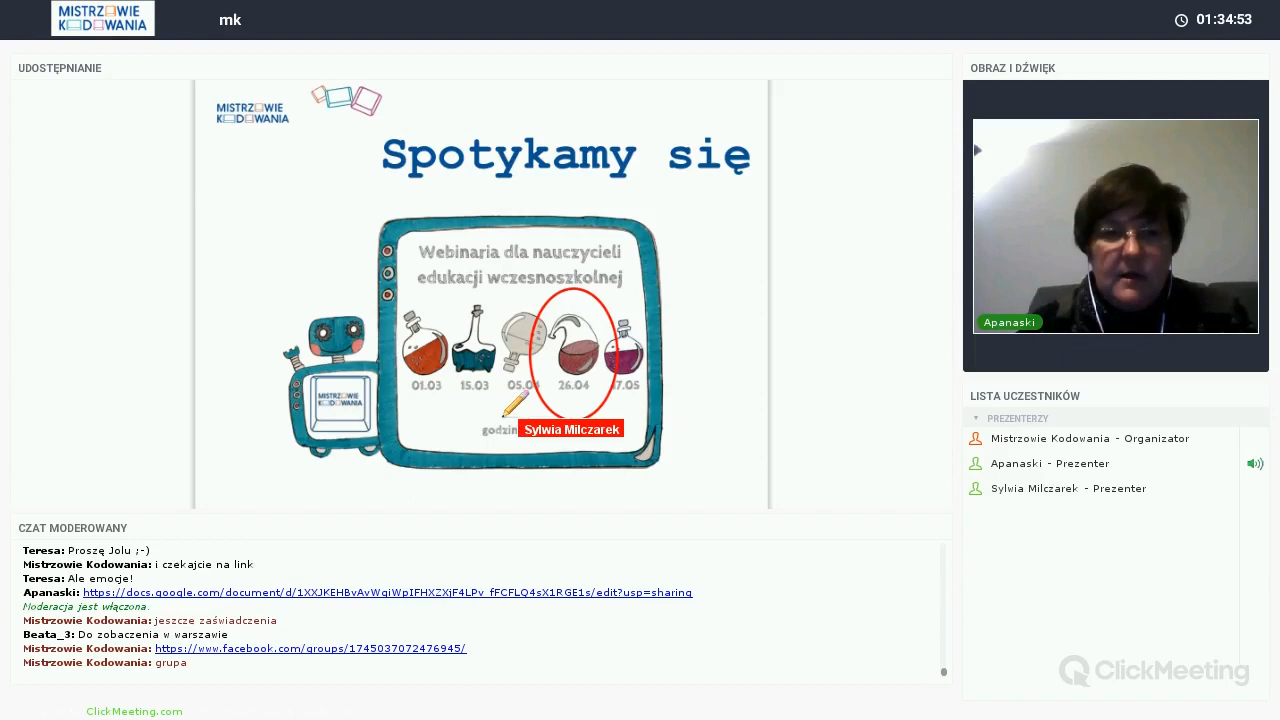 MISTRZOWIE
KODOWANIA
mk
01:34:53
UDOSTĘPNIANIE
MISTRZOWIE
KODOWANIA
Spotykamy się
Webinaria dla nauczycieli
edukacji wczesnoszkolnej
01.03 15.03 05.04 26.04 17.05
MISTRZOWIE
KODOWANIA
Sylwia Milczarek
CZAT MODEROWANY
Teresa: Proszę Jolu ;-)
Mistrzowie Kodowania: i czekajcie na link
Teresa: Ale emocje!
Apanaski: https://docs.google.com/document/d/1XXJKEHBvAvWqiWpIFHXZXjF4LPv_fFCFLQ4sX1RGE1s/edit?usp=sharing
Moderacja jest włączona.
Mistrzowie Kodowania: jeszcze zaświadczenia
Beata_3: Do zobaczenia w warszawie
Mistrzowie Kodowania: https://www.facebook.com/groups/1745037072476945/
Mistrzowie Kodowania: grupa
ClickMeeting.com
OBRAZ I DŹWIĘK
Apanaski
LISTA UCZESTNIKÓW
PREZENTERZY
Mistrzowie Kodowania - Organizator
Apanaski - Prezenter
Sylwia Milczarek - Prezenter
ClickMeeting